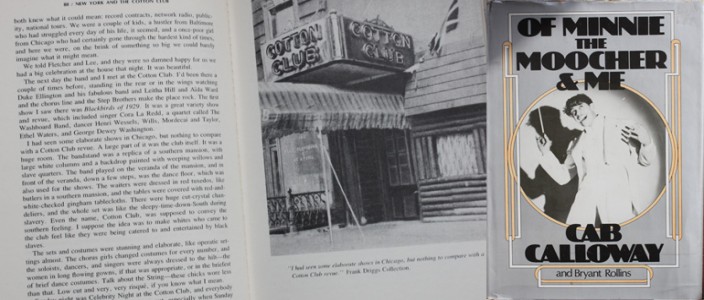 88 / NEW YORK AND THE COTTON CLUB
both knew what it could mean: record contracts, network radio, public-
ity, national tours. We were a couple of kids, a hustler from Baltimore
who had struggled every day of his life, it seemed, and a once-poor girl
from Chicago who had certainly gone through the hardest kind of times,
and here we were, on the brink of something so big we could barely
imagine what it might be.
We told Fletcher and Lee, and they were so damned happy for us we
had a big celebration at the house that night. It was beautiful.
The next day the band and I met at the Cotton Club. I'd been there a
couple of times before, standing in the rear or in the wings watching
Duke Ellington and his fabulous band and Leitha Hill and Aida Ward
and the chorus line and the Step Brothers make the place rock. The first
show I saw there was Blackbirds of 1929. It was a great variety show
and revue, which included singer Cora La Redd, a quartet called The
Washboard Band, dancers Henri Wessels, Wills, Mordecai and Taylor,
Ethel Waters, and George Dewey Washington.
I had seen some elaborate shows in Chicago, but nothing to compare
with a Cotton Club revue. A large part of it was the club itself. It was a
huge room. The bandstand was a replica of a southern mansion, with
large white columns and a backdrop painted with weeping willows and
slave quarters. The band played on the veranda of the mansion, and in
front of the veranda, down a few steps, was the dance floor, which was
also used for the shows. The waiters were dressed in red tuxedos, like
butlers in a southern mansion, and the tables were covered with red-and-
white-checked gingham tablecloths. There were huge cut-crystal chan-
deliers, and the whole set was like the sleepy-time-down-South during
slavery. Even the name, Cotton Club, was supposed to convey the
southern feeling. I suppose the idea was to make whites who came to
the club feel like they were being catered to and entertained by black
slaves.
The sets and costumes were stunning and elaborate, like operatic set-
tings almost. The chorus girls changed costumes for every number, and
the soloists, dancers, and singers were always dressed to the hilt—the
women in long flowing gowns, if that was appropriate, or in the briefest
of brief dance costumes. Talk about the String—these chicks wore less
than that. Low cut and very, very risqué, if you know what I mean.
night was Celebrity Night at the Cotton Club, and everybody
especially when Sunday
COTTON
CLUB
COTTON
CLUB
"I had seen some elaborate shows in Chicago, but nothing to compare with a
Cotton Club revue." Frank Driggs Collection.
OF MINNIE
THE
MOOCHER
& ME
CAB
CALLOWAY
and Bryant Rollins